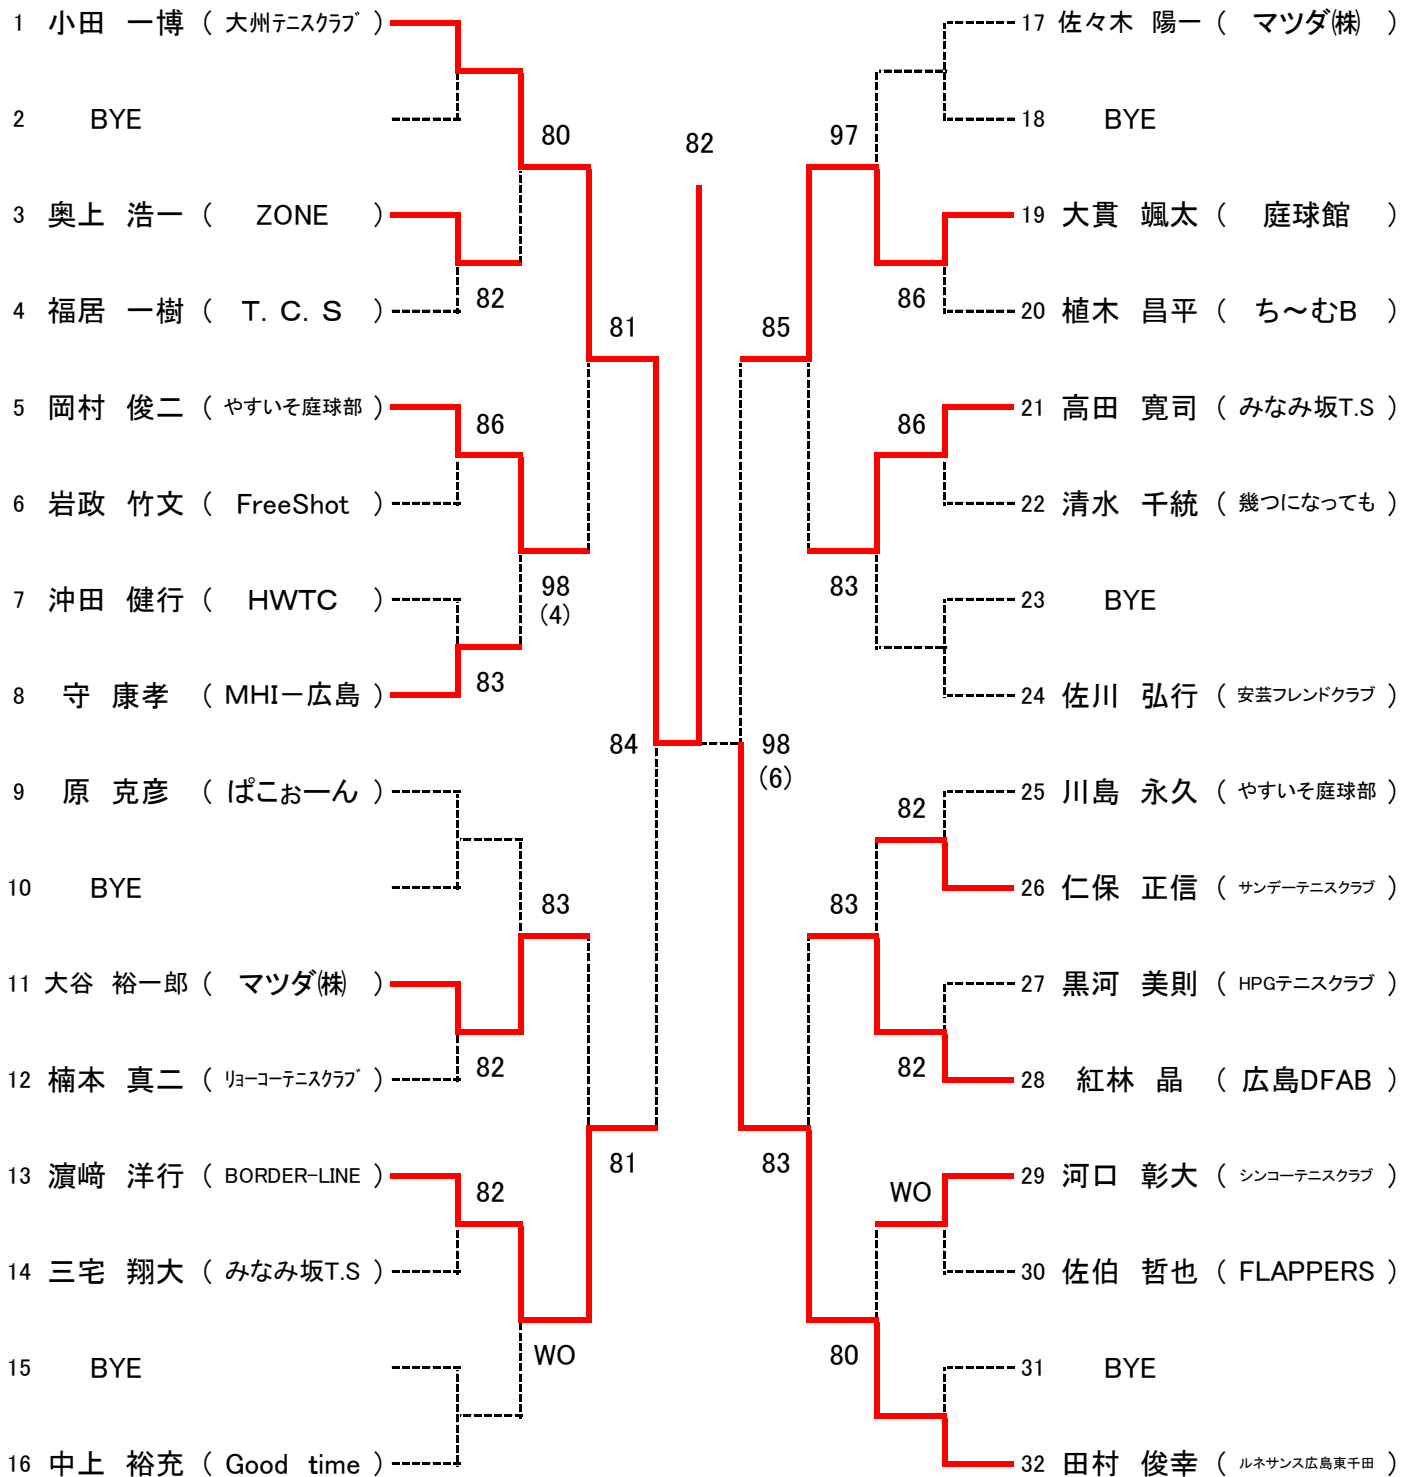 1 小田 一博 ( 大州テニスクラブ )
2 BYE
3 奥上 浩一 ( ZONE )
4 福居 一樹 ( T. C. S )
5 岡村 俊二 ( やすいそ庭球部 )
6 岩政 竹文 ( FreeShot )
7 沖田 健行 ( HWTC )
8 守 康孝 ( MHI－広島 )
9 原 克彦 ( ぱこぉーん )
10 BYE
11 大谷 裕一郎 ( マツダ㈱ )
12 楠本 真二 ( リョーコーテニスクラブ )
13 濵﨑 洋行 ( BORDER-LINE )
14 三宅 翔大 ( みなみ坂T.S )
15 BYE
16 中上 裕充 ( Good time )
82
86
83
82
82
80
98
(4)
83
WO
81
81
84
82
98
(6)
85
83
97
83
83
80
86
86
82
82
WO
17 佐々木 陽一 ( マツダ㈱ )
18 BYE
19 大貫 颯太 ( 庭球館 )
20 植木 昌平 ( ち～むB )
21 高田 寛司 ( みなみ坂T.S )
22 清水 千統 ( 幾つになっても )
23 BYE
24 佐川 弘行 ( 安芸フレンドクラブ )
25 川島 永久 ( やすいそ庭球部 )
26 仁保 正信 ( サンデーテニスクラブ )
27 黒河 美則 ( HPGテニスクラブ )
28 紅林 晶 ( 広島DFAB )
29 河口 彰大 ( シンコーテニスクラブ )
30 佐伯 哲也 ( FLAPPERS )
31 BYE
32 田村 俊幸 ( ルネサンス広島東千田 )